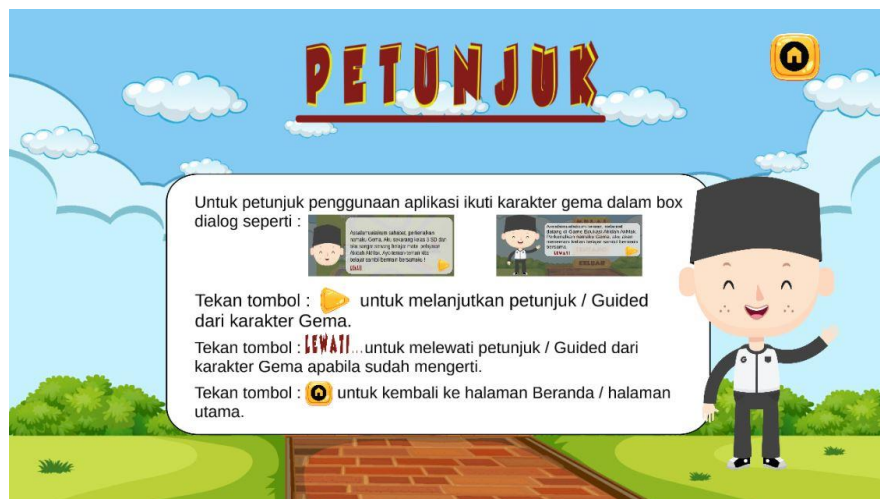 PETUNJUK
Untuk petunjuk penggunaan aplikasi ikuti karakter gema dalam box
dialog seperti :
LEWATI
Tekan tombol : untuk melanjutkan petunjuk / Guided
dari karakter Gema.
Tekan tombol : LEWATI...untuk melewati petunjuk / Guided dari
karakter Gema apabila sudah mengerti.
Tekan tombol : untuk kembali ke halaman Beranda / halaman
utama.